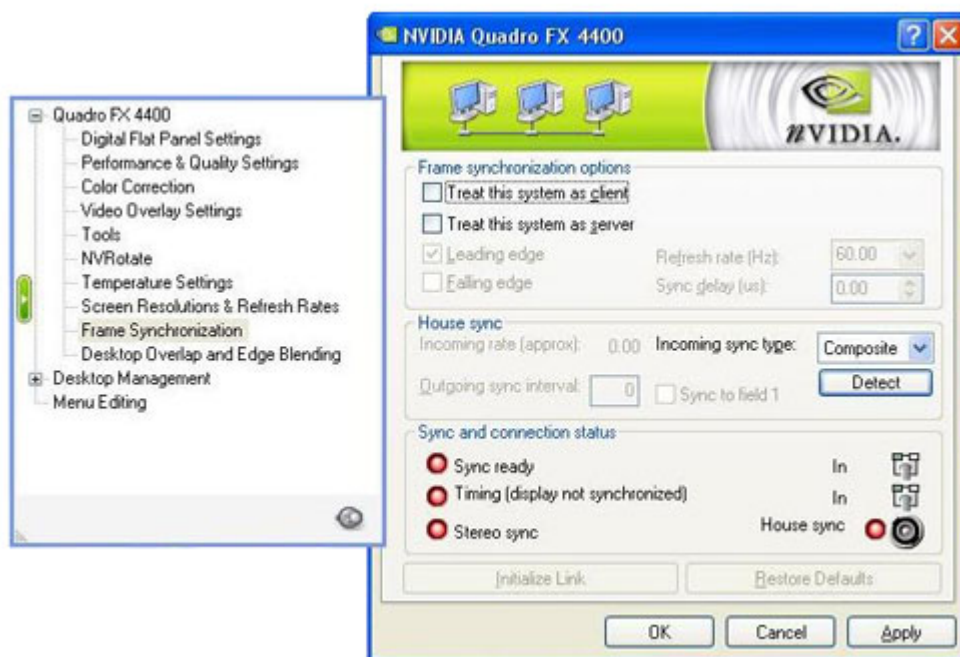 Quadro FX 4400
Digital Flat Panel Settings
Performance & Quality Settings
Color Correction
Video Overlay Settings
Tools
NVRotate
Temperature Settings
Screen Resolutions & Refresh Rates
Frame Synchronization
Desktop Overlap and Edge Blending
Desktop Management
Menu Editing
NVIDIA Quadro FX 4400
nVIDIA.
Frame synchronization options
Treat this system as client
Treat this system as server
Leading edge Refresh rate (Hz): 60.00
Falling edge Sync delay (us): 0.00
House sync
Incoming rate (approx): 0.00 Incoming sync type: Composite
Detect
Outgoing sync interval: 0 Sync to field 1
Sync and connection status
Sync ready In
Timing (display not synchronized) In
Stereo sync House sync
Initialize Link Restore Defaults
OK Cancel Apply